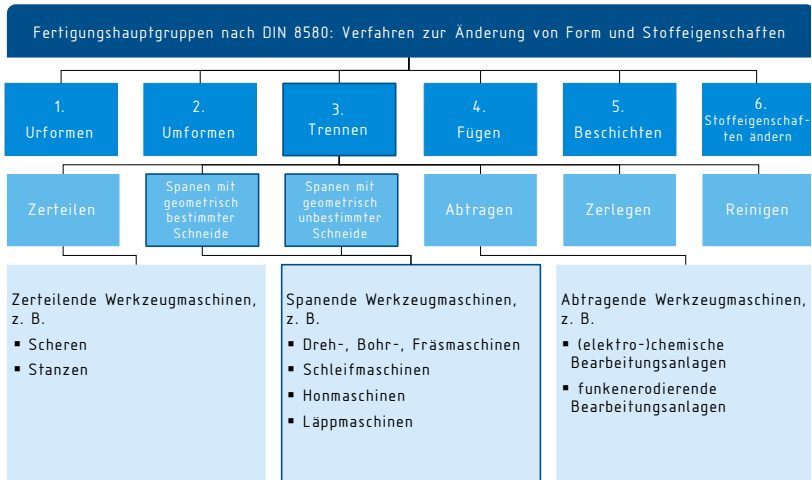 Fertigungshauptgruppen nach DIN 8580: Verfahren zur Änderung von Form und Stoffeigenschaften
1.
Urformen
2.
Umformen
3.
Trennen
4.
Fügen
5.
Beschichten
6.
Stoffeigenschaf-
ten ändern
Zerteilen
Spanen mit
geometrisch
bestimmter
Schneide
Spanen mit
geometrisch
unbestimmter
Schneide
Abtragen
Zerlegen
Reinigen
Zerteilende Werkzeugmaschinen,
z. B.
▪ Scheren
▪ Stanzen
Spanende Werkzeugmaschinen,
z. B.
▪ Dreh-, Bohr-, Fräsmaschinen
▪ Schleifmaschinen
▪ Honmaschinen
▪ Läppmaschinen
Abtragende Werkzeugmaschinen,
z. B.
▪ (elektro-)chemische
Bearbeitungsanlagen
▪ funkenerodierende
Bearbeitungsanlagen